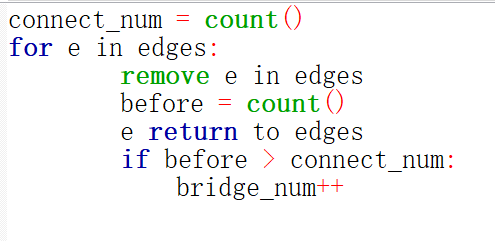 connect_num = count()
for e in edges:
remove e in edges
before = count()
e return to edges
if before > connect_num:
bridge_num++